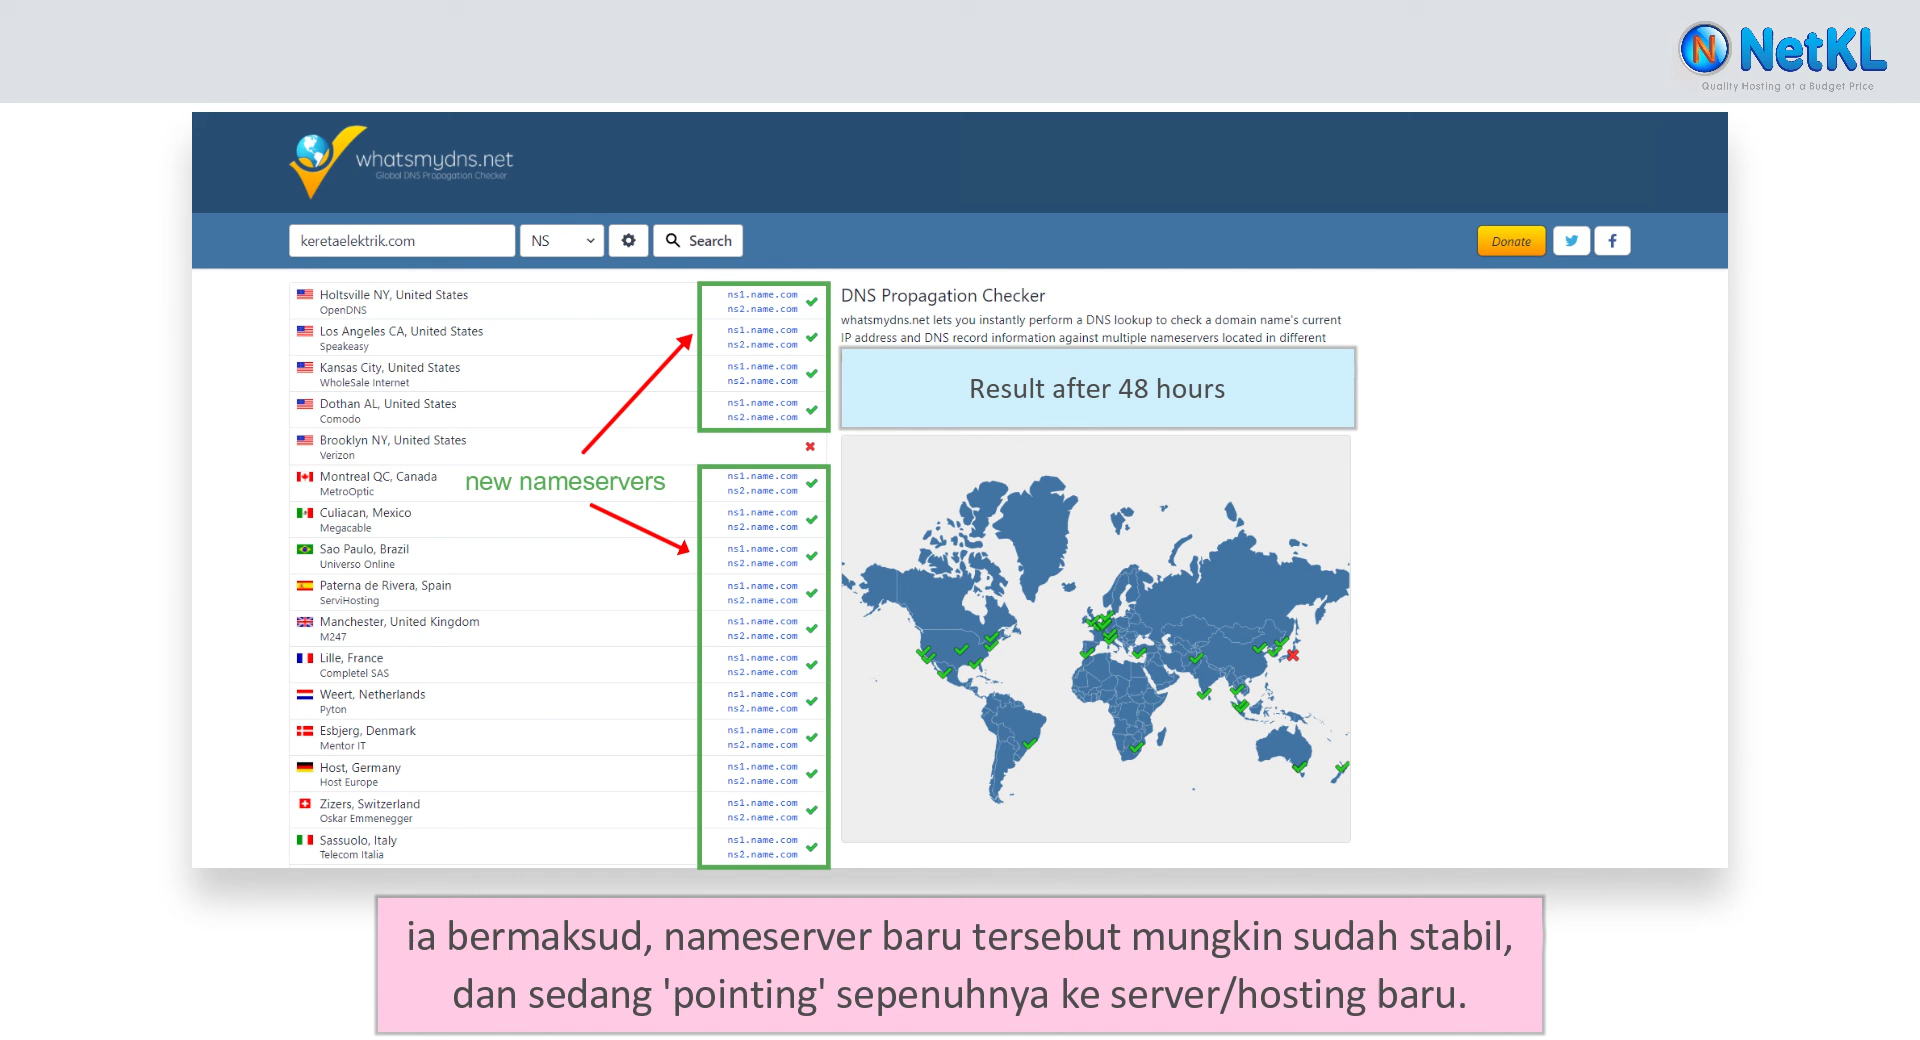 NetKL
Quality Hosting at a Budget Price
whatsmydns.net
Global DNS Propagation Checker
keretaelektrik.com
NS
Search
Donate
Holtsville NY, United States
OpenDNS
ns1.name.com
ns2.name.com
Los Angeles CA, United States
Speakeasy
ns1.name.com
ns2.name.com
Kansas City, United States
WholeSale Internet
ns1.name.com
ns2.name.com
Dothan AL, United States
Comodo
ns1.name.com
ns2.name.com
Brooklyn NY, United States
Verizon
Montreal QC, Canada
MetroOptic
ns1.name.com
ns2.name.com
new nameservers
Culiacan, Mexico
Megacable
ns1.name.com
ns2.name.com
Sao Paulo, Brazil
Universo Online
ns1.name.com
ns2.name.com
Paterna de Rivera, Spain
ServiHosting
ns1.name.com
ns2.name.com
Manchester, United Kingdom
M247
ns1.name.com
ns2.name.com
Lille, France
Completel SAS
ns1.name.com
ns2.name.com
Weert, Netherlands
Pyton
ns1.name.com
ns2.name.com
Esbjerg, Denmark
Mentor IT
ns1.name.com
ns2.name.com
Host, Germany
Host Europe
ns1.name.com
ns2.name.com
Zizers, Switzerland
Oskar Emmenegger
ns1.name.com
ns2.name.com
Sassuolo, Italy
Telecom Italia
ns1.name.com
ns2.name.com
DNS Propagation Checker
whatsmydns.net lets you instantly perform a DNS lookup to check a domain name's current
IP address and DNS record information against multiple nameservers located in different
Result after 48 hours
ia bermaksud, nameserver baru tersebut mungkin sudah stabil,
dan sedang 'pointing' sepenuhnya ke server/hosting baru.